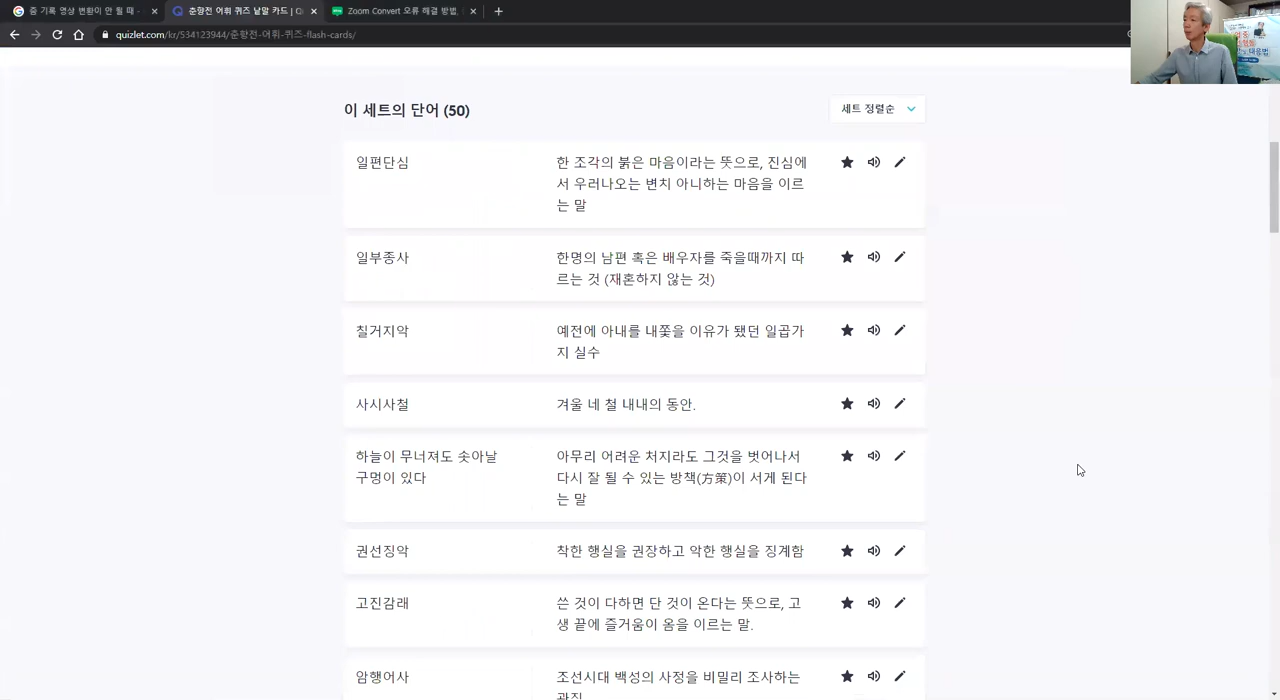 줌 기록 영상 변환이 안 될 때 -
춘향전 어휘 퀴즈 낱말 카드 |
Zoom Convert 오류 해결 방법,
quizlet.com/kr/534123944/춘향전-어휘-퀴즈-flash-cards/
이 세트의 단어 (50)
세트 정렬순
일편단심
한 조각의 붉은 마음이라는 뜻으로, 진심에
서 우러나오는 변치 아니하는 마음을 이르
는 말
일부종사
한명의 남편 혹은 배우자를 죽을때까지 따
르는 것 (재혼하지 않는 것)
칠거지악
예전에 아내를 내쫓을 이유가 됐던 일곱가
지 실수
사시사철
겨울 네 철 내내의 동안.
하늘이 무너져도 솟아날
구멍이 있다
아무리 어려운 처지라도 그것을 벗어나서
다시 잘 될 수 있는 방책(方策)이 서게 된다
는 말
권선징악
착한 행실을 권장하고 악한 행실을 징계함
고진감래
쓴 것이 다하면 단 것이 온다는 뜻으로, 고
생 끝에 즐거움이 옴을 이르는 말.
암행어사
조선시대 백성의 사정을 비밀리 조사하는
관직